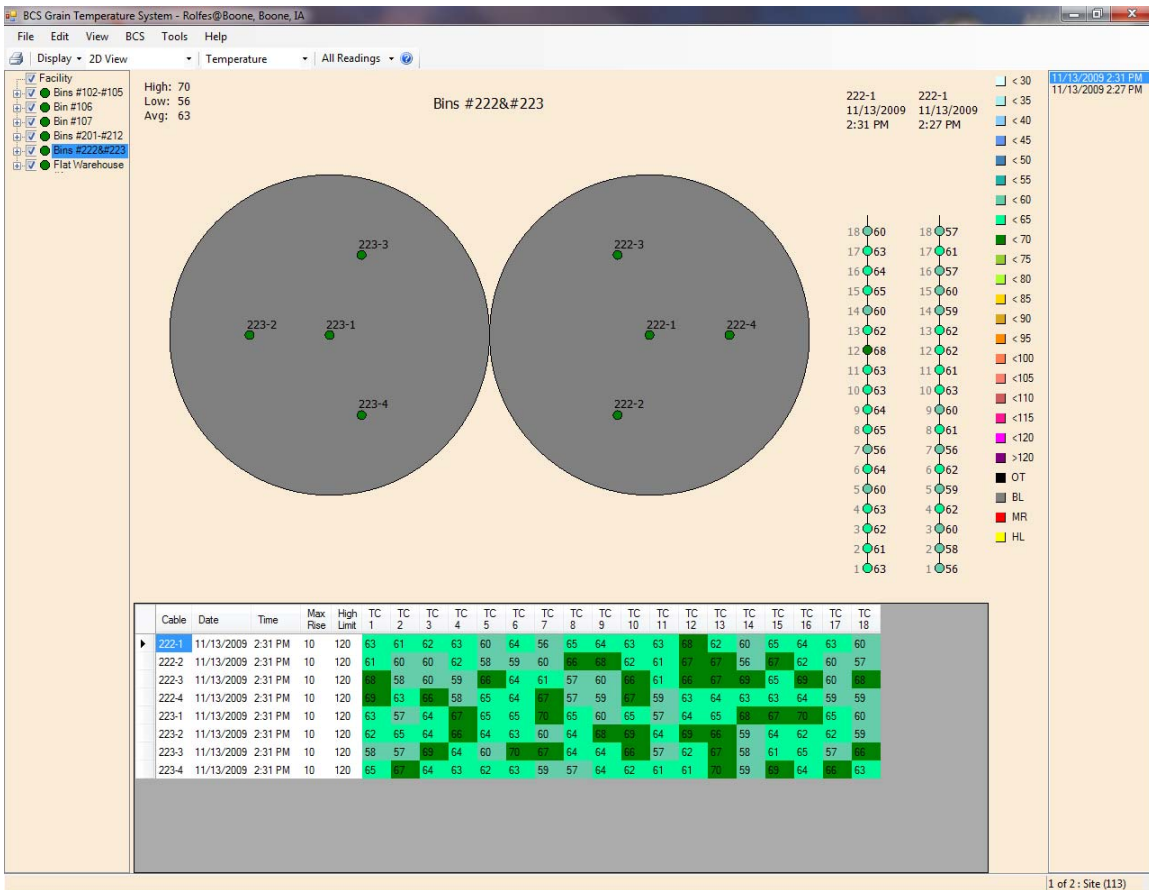 BCS Grain Temperature System - Rolfes@Boone, Boone, IA
File Edit View BCS Tools Help
Display 2D View Temperature All Readings
Facility
Bins #102-#105
Bin #106
Bin #107
Bins #201-#212
Bins #222&#223
Flat Warehouse
High: 70
Low: 56
Avg: 63
Bins #222&#223
223-3
223-2 223-1
223-4
222-3
222-1 222-4
222-2
222-1 222-1
11/13/2009 11/13/2009
2:31 PM 2:27 PM
18 60 18 57
17 63 17 61
16 64 16 57
15 65 15 60
14 60 14 59
13 62 13 62
12 68 12 62
11 63 11 61
10 63 10 63
9 64 9 60
8 65 8 61
7 56 7 56
6 64 6 62
5 60 5 59
4 63 4 62
3 62 3 60
2 61 2 58
1 63 1 56
< 30
< 35
< 40
< 45
< 50
< 55
< 60
< 65
< 70
< 75
< 80
< 85
< 90
< 95
<100
<105
<110
<115
<120
>120
OT
BL
MR
HL
11/13/2009 2:31 PM
11/13/2009 2:27 PM
Cable Date Time Max Rise High Limit TC 1 TC 2 TC 3 TC 4 TC 5 TC 6 TC 7 TC 8 TC 9 TC 10 TC 11 TC 12 TC 13 TC 14 TC 15 TC 16 TC 17 TC 18
222-1 11/13/2009 2:31 PM 10 120 63 61 62 63 60 64 56 65 64 63 63 68 62 60 65 64 63 60
222-2 11/13/2009 2:31 PM 10 120 61 60 60 62 58 59 60 66 68 62 61 67 67 56 67 62 60 57
222-3 11/13/2009 2:31 PM 10 120 68 58 60 59 66 64 61 57 60 66 61 66 67 69 65 69 60 68
222-4 11/13/2009 2:31 PM 10 120 69 63 66 58 65 64 67 57 59 67 59 63 64 63 63 64 59 59
223-1 11/13/2009 2:31 PM 10 120 63 57 64 67 65 65 70 65 60 65 57 64 65 68 67 70 65 60
223-2 11/13/2009 2:31 PM 10 120 62 65 64 66 64 63 60 64 68 69 64 69 66 59 64 62 62 59
223-3 11/13/2009 2:31 PM 10 120 58 57 69 64 60 70 67 64 64 66 57 62 67 58 61 65 57 66
223-4 11/13/2009 2:31 PM 10 120 65 67 64 63 62 63 59 57 64 62 61 61 70 59 69 64 66 63
1 of 2 : Site (113)